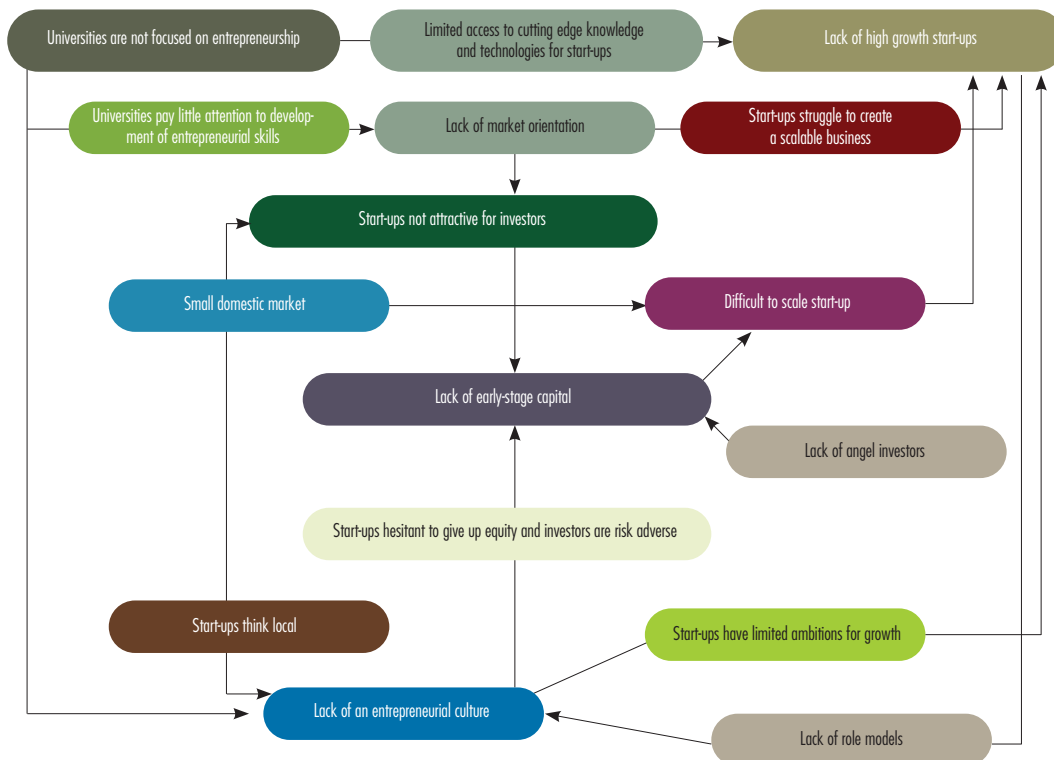 Universities are not focused on entrepreneurship
Limited access to cutting edge knowledge
and technologies for start-ups
Lack of high growth start-ups
Universities pay little attention to develop-
ment of entrepreneurial skills
Lack of market orientation
Start-ups struggle to create
a scalable business
Start-ups not attractive for investors
Small domestic market
Difficult to scale start-up
Lack of early-stage capital
Lack of angel investors
Start-ups hesitant to give up equity and investors are risk adverse
Start-ups think local
Start-ups have limited ambitions for growth
Lack of an entrepreneurial culture
Lack of role models